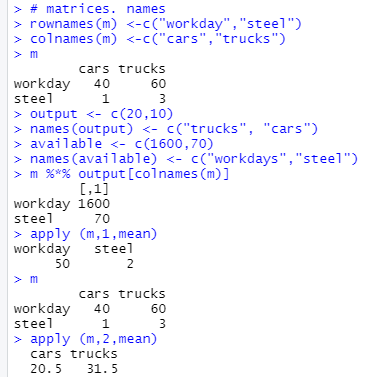 > # matrices. names
> rownames(m) <-c("workday","steel")
> colnames(m) <-c("cars","trucks")
> m
        cars trucks
workday   40     60
steel      1      3
> output <- c(20,10)
> names(output) <- c("trucks", "cars")
> available <- c(1600,70)
> names(available) <- c("workdays","steel")
> m %*% output[colnames(m)]
        [,1]
workday 1600
steel     70
> apply (m,1,mean)
workday   steel
     50       2
> m
        cars trucks
workday   40     60
steel      1      3
> apply (m,2,mean)
  cars trucks
  20.5   31.5